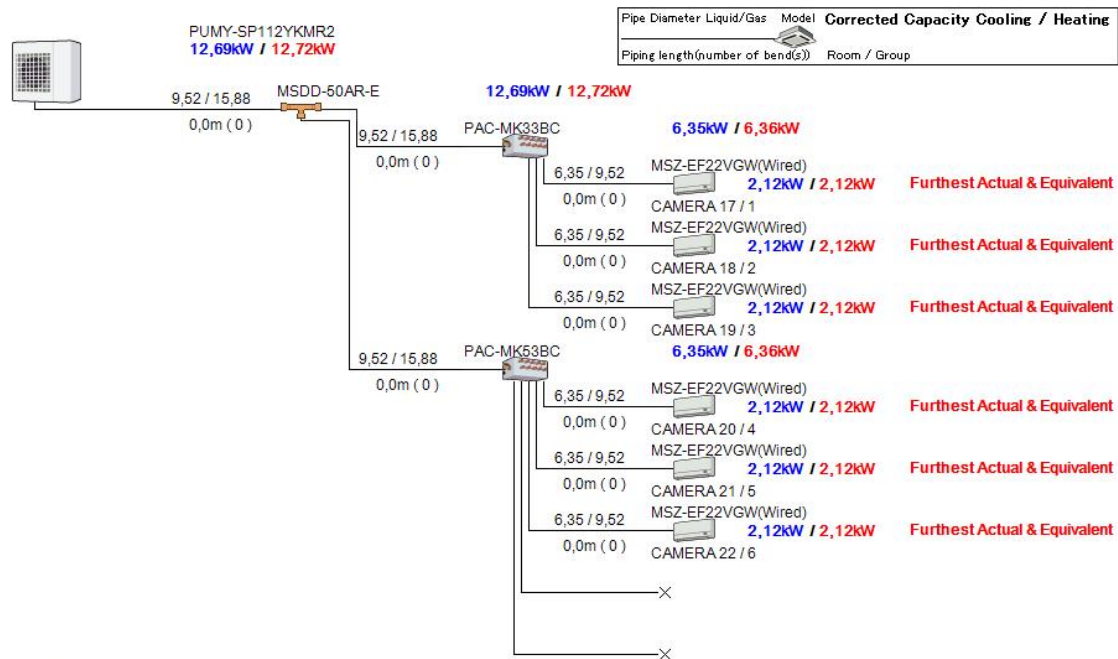 Pipe Diameter Liquid/Gas Model Corrected Capacity Cooling / Heating
Piping length(number of bend(s)) Room / Group
PUMY-SP112YKMR2
12,69kW / 12,72kW
9,52 / 15,88
0,0m ( 0 )
MSDD-50AR-E
12,69kW / 12,72kW
9,52 / 15,88
0,0m ( 0 )
PAC-MK33BC
6,35kW / 6,36kW
6,35 / 9,52
0,0m ( 0 )
MSZ-EF22VGW(Wired)
2,12kW / 2,12kW Furthest Actual & Equivalent
CAMERA 17 / 1
6,35 / 9,52
0,0m ( 0 )
MSZ-EF22VGW(Wired)
2,12kW / 2,12kW Furthest Actual & Equivalent
CAMERA 18 / 2
6,35 / 9,52
0,0m ( 0 )
MSZ-EF22VGW(Wired)
2,12kW / 2,12kW Furthest Actual & Equivalent
CAMERA 19 / 3
9,52 / 15,88
0,0m ( 0 )
PAC-MK53BC
6,35kW / 6,36kW
6,35 / 9,52
0,0m ( 0 )
MSZ-EF22VGW(Wired)
2,12kW / 2,12kW Furthest Actual & Equivalent
CAMERA 20 / 4
6,35 / 9,52
0,0m ( 0 )
MSZ-EF22VGW(Wired)
2,12kW / 2,12kW Furthest Actual & Equivalent
CAMERA 21 / 5
6,35 / 9,52
0,0m ( 0 )
MSZ-EF22VGW(Wired)
2,12kW / 2,12kW Furthest Actual & Equivalent
CAMERA 22 / 6